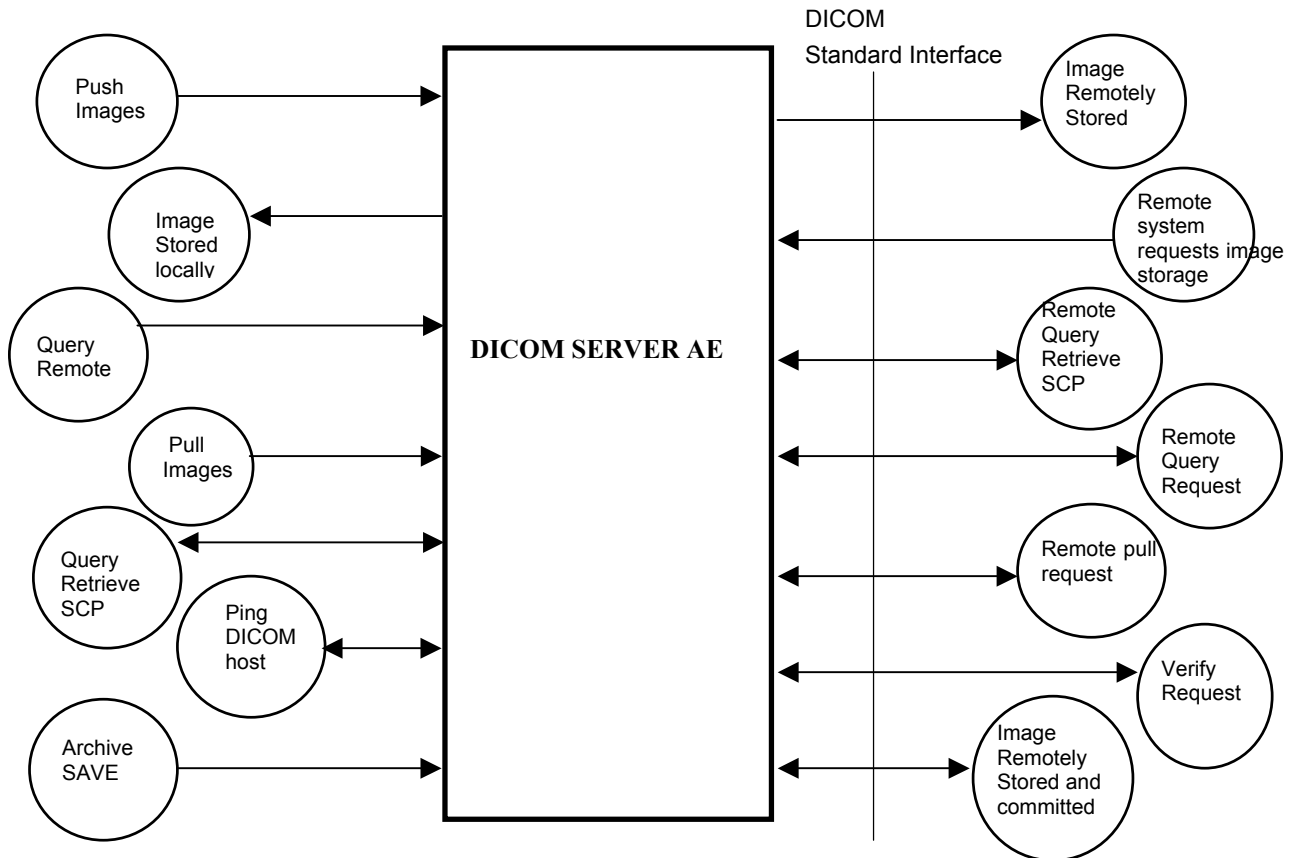 DICOM
Standard Interface
Push
Images
Image
Stored
locally
Query
Remote
Pull
Images
Query
Retrieve
SCP
Ping
DICOM
host
Archive
SAVE
DICOM SERVER AE
Image
Remotely
Stored
Remote
system
requests image
storage
Remote
Query
Retrieve
SCP
Remote
Query
Request
Remote pull
request
Verify
Request
Image
Remotely
Stored and
committed